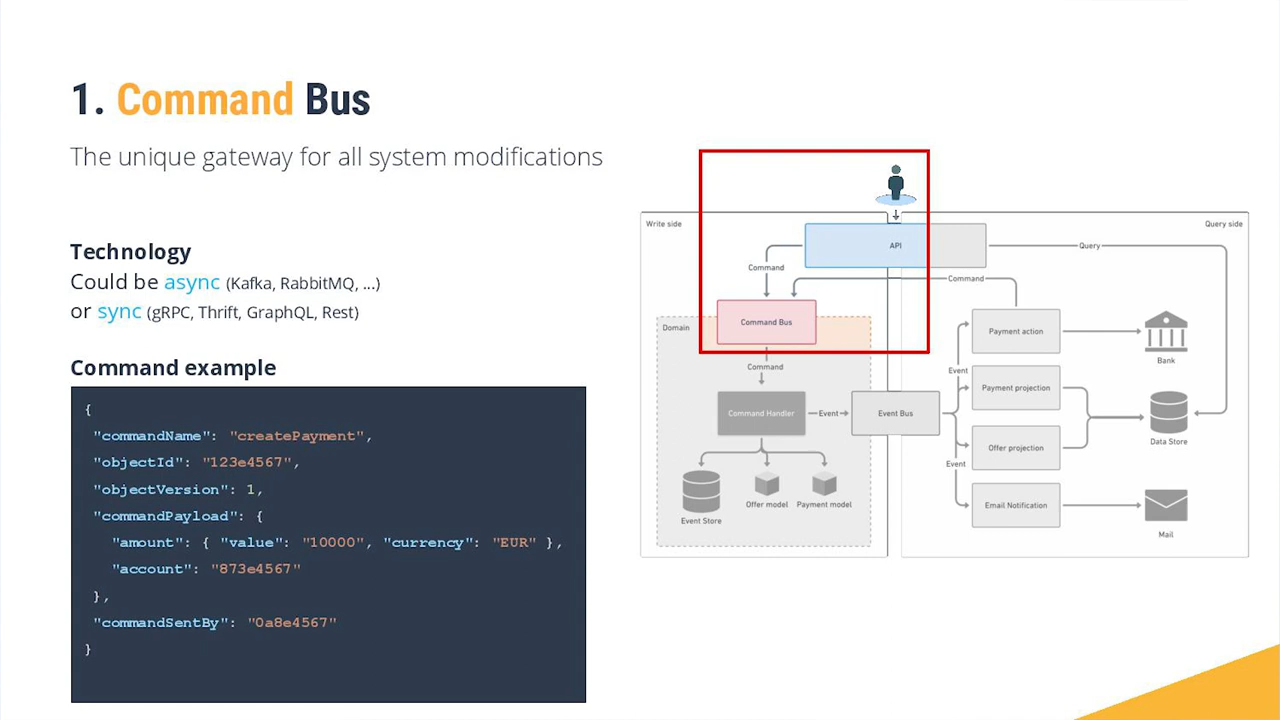 1. Command Bus
The unique gateway for all system modifications
Technology
Could be async (Kafka, RabbitMQ, ...)
or sync (gRPC, Thrift, GraphQL, Rest)
Command example
{
"commandName": "createPayment",
"objectId": "123e4567",
"objectVersion": 1,
"commandPayload": {
"amount": { "value": "10000", "currency": "EUR" },
"account": "873e4567"
},
"commandSentBy": "0a8e4567"
}
Write side
Query side
API
Command
Query
Command
Domain
Command Bus
Payment action
Bank
Command
Event
Payment projection
Command Handler
Event
Event Bus
Data Store
Offer projection
Event
Event Store
Offer model
Payment model
Email Notification
Mail